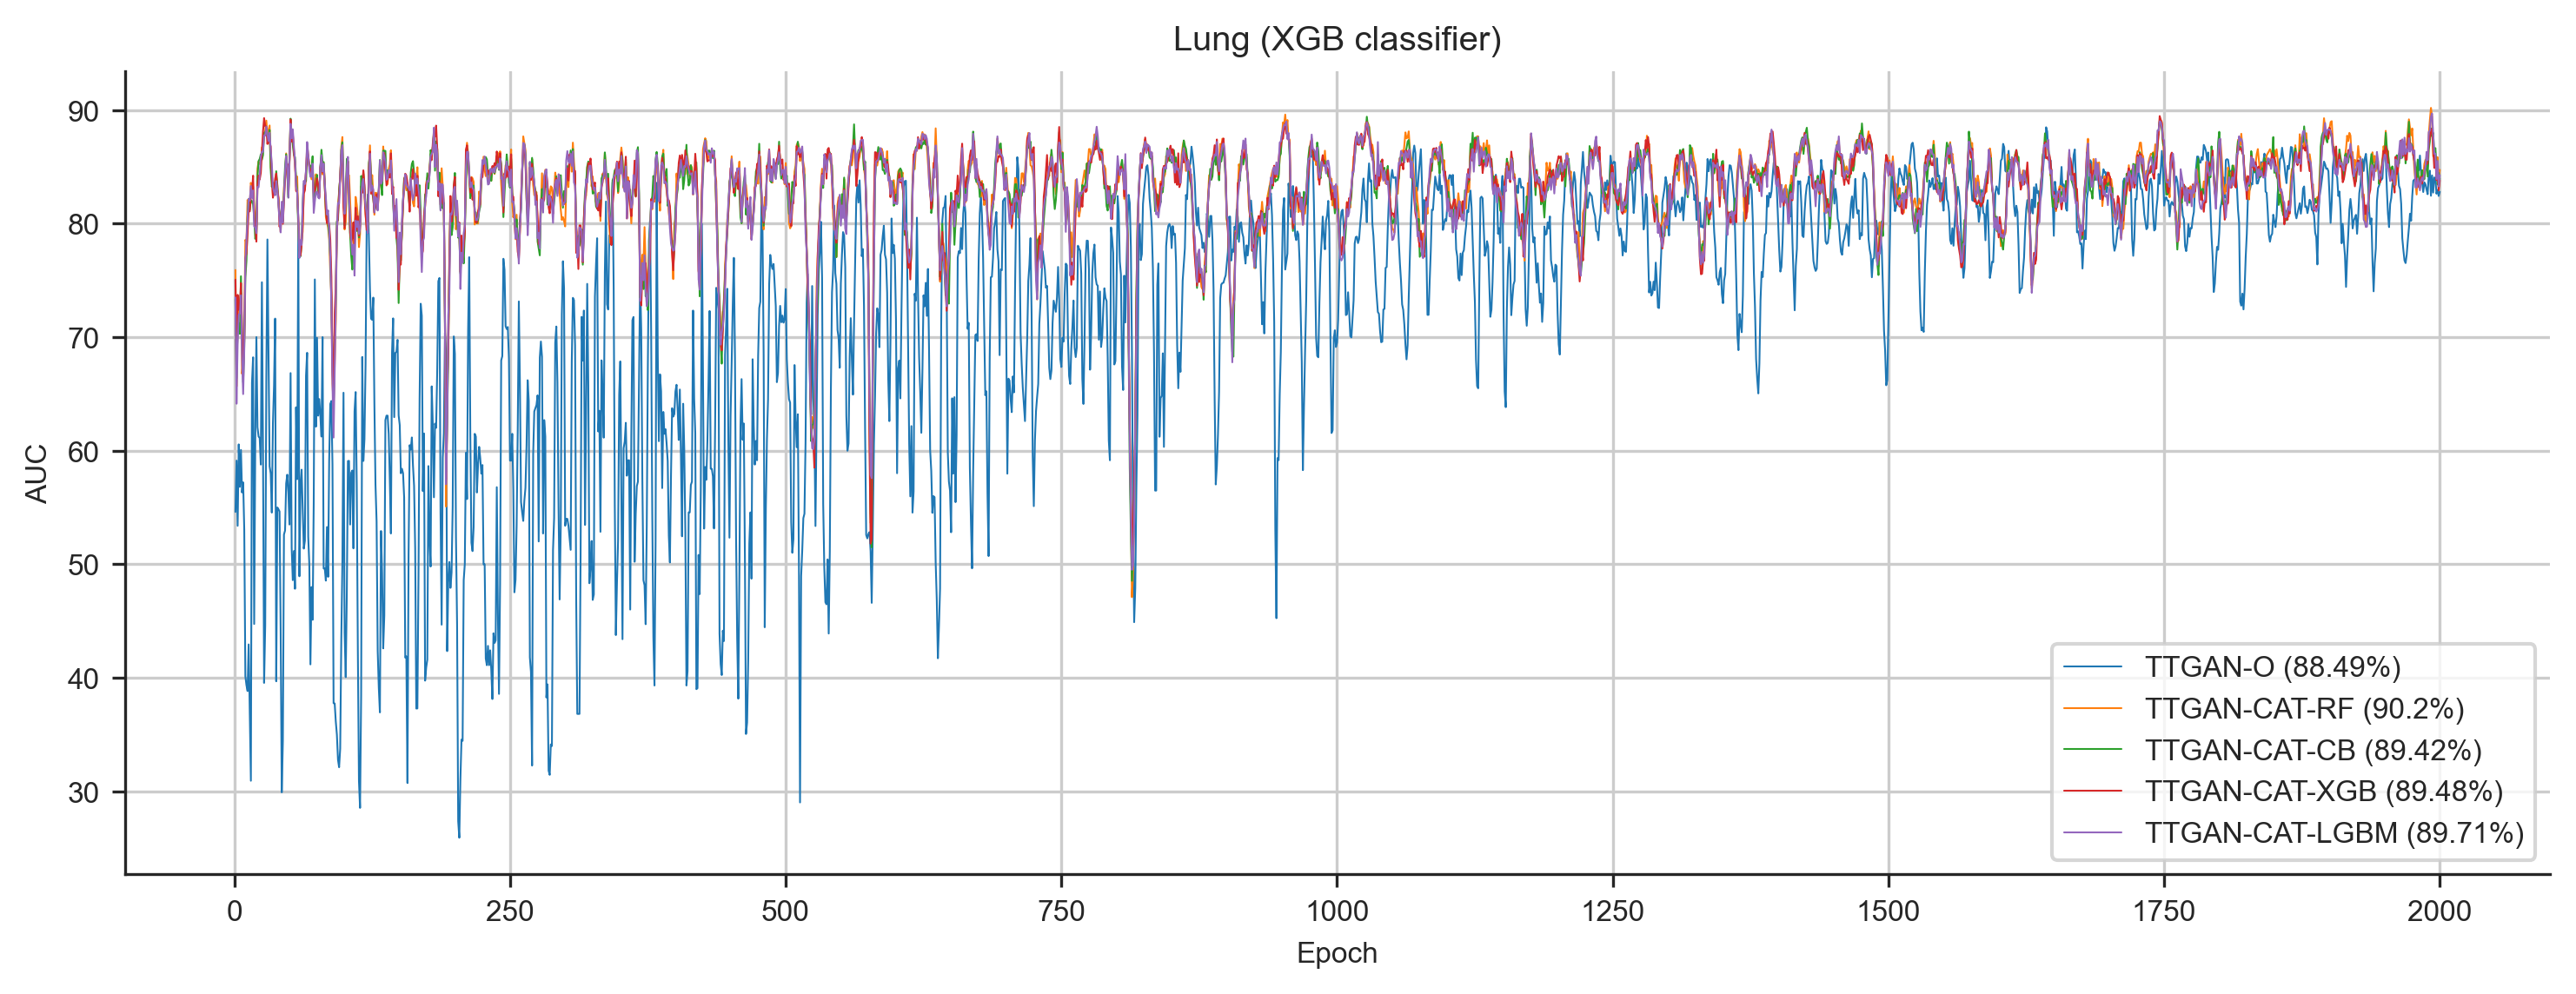 Lung (XGB classifier)
AUC
90
80
70
60
50
40
30
0 250 500 750 1000 1250 1500 1750 2000
Epoch
TTGAN-O (88.49%)
TTGAN-CAT-RF (90.2%)
TTGAN-CAT-CB (89.42%)
TTGAN-CAT-XGB (89.48%)
TTGAN-CAT-LGBM (89.71%)